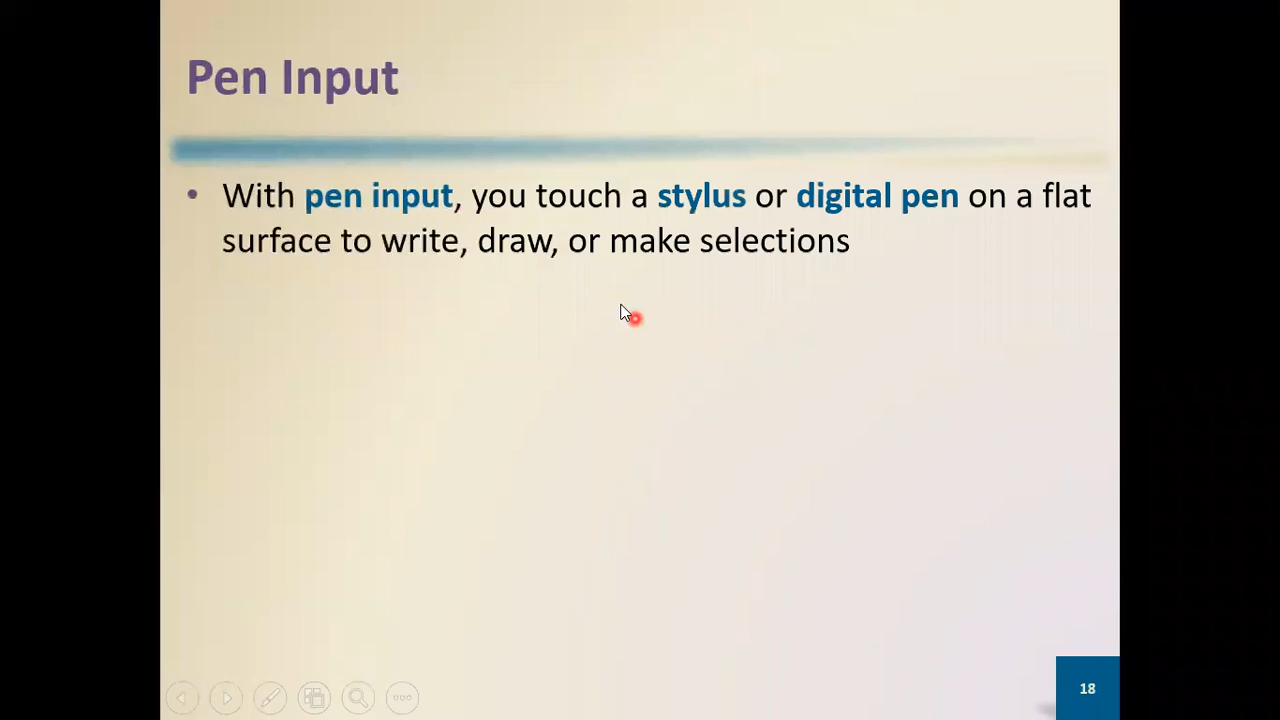 Pen Input
• With pen input, you touch a stylus or digital pen on a flat
surface to write, draw, or make selections
18